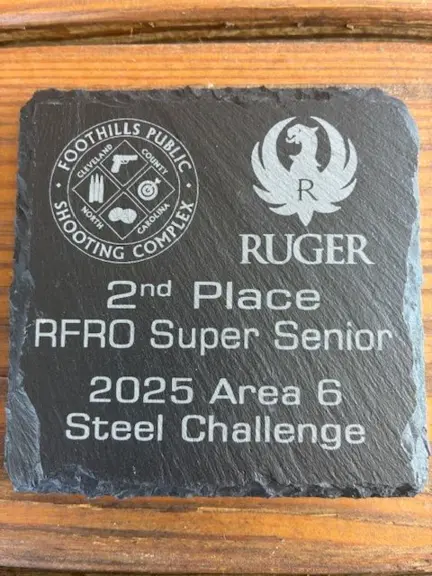 FOOTHILLS PUBLIC
SHOOTING COMPLEX
CLEVELAND COUNTY
NORTH CAROLINA
R
RUGER
2nd Place
RFRO Super Senior
2025 Area 6
Steel Challenge